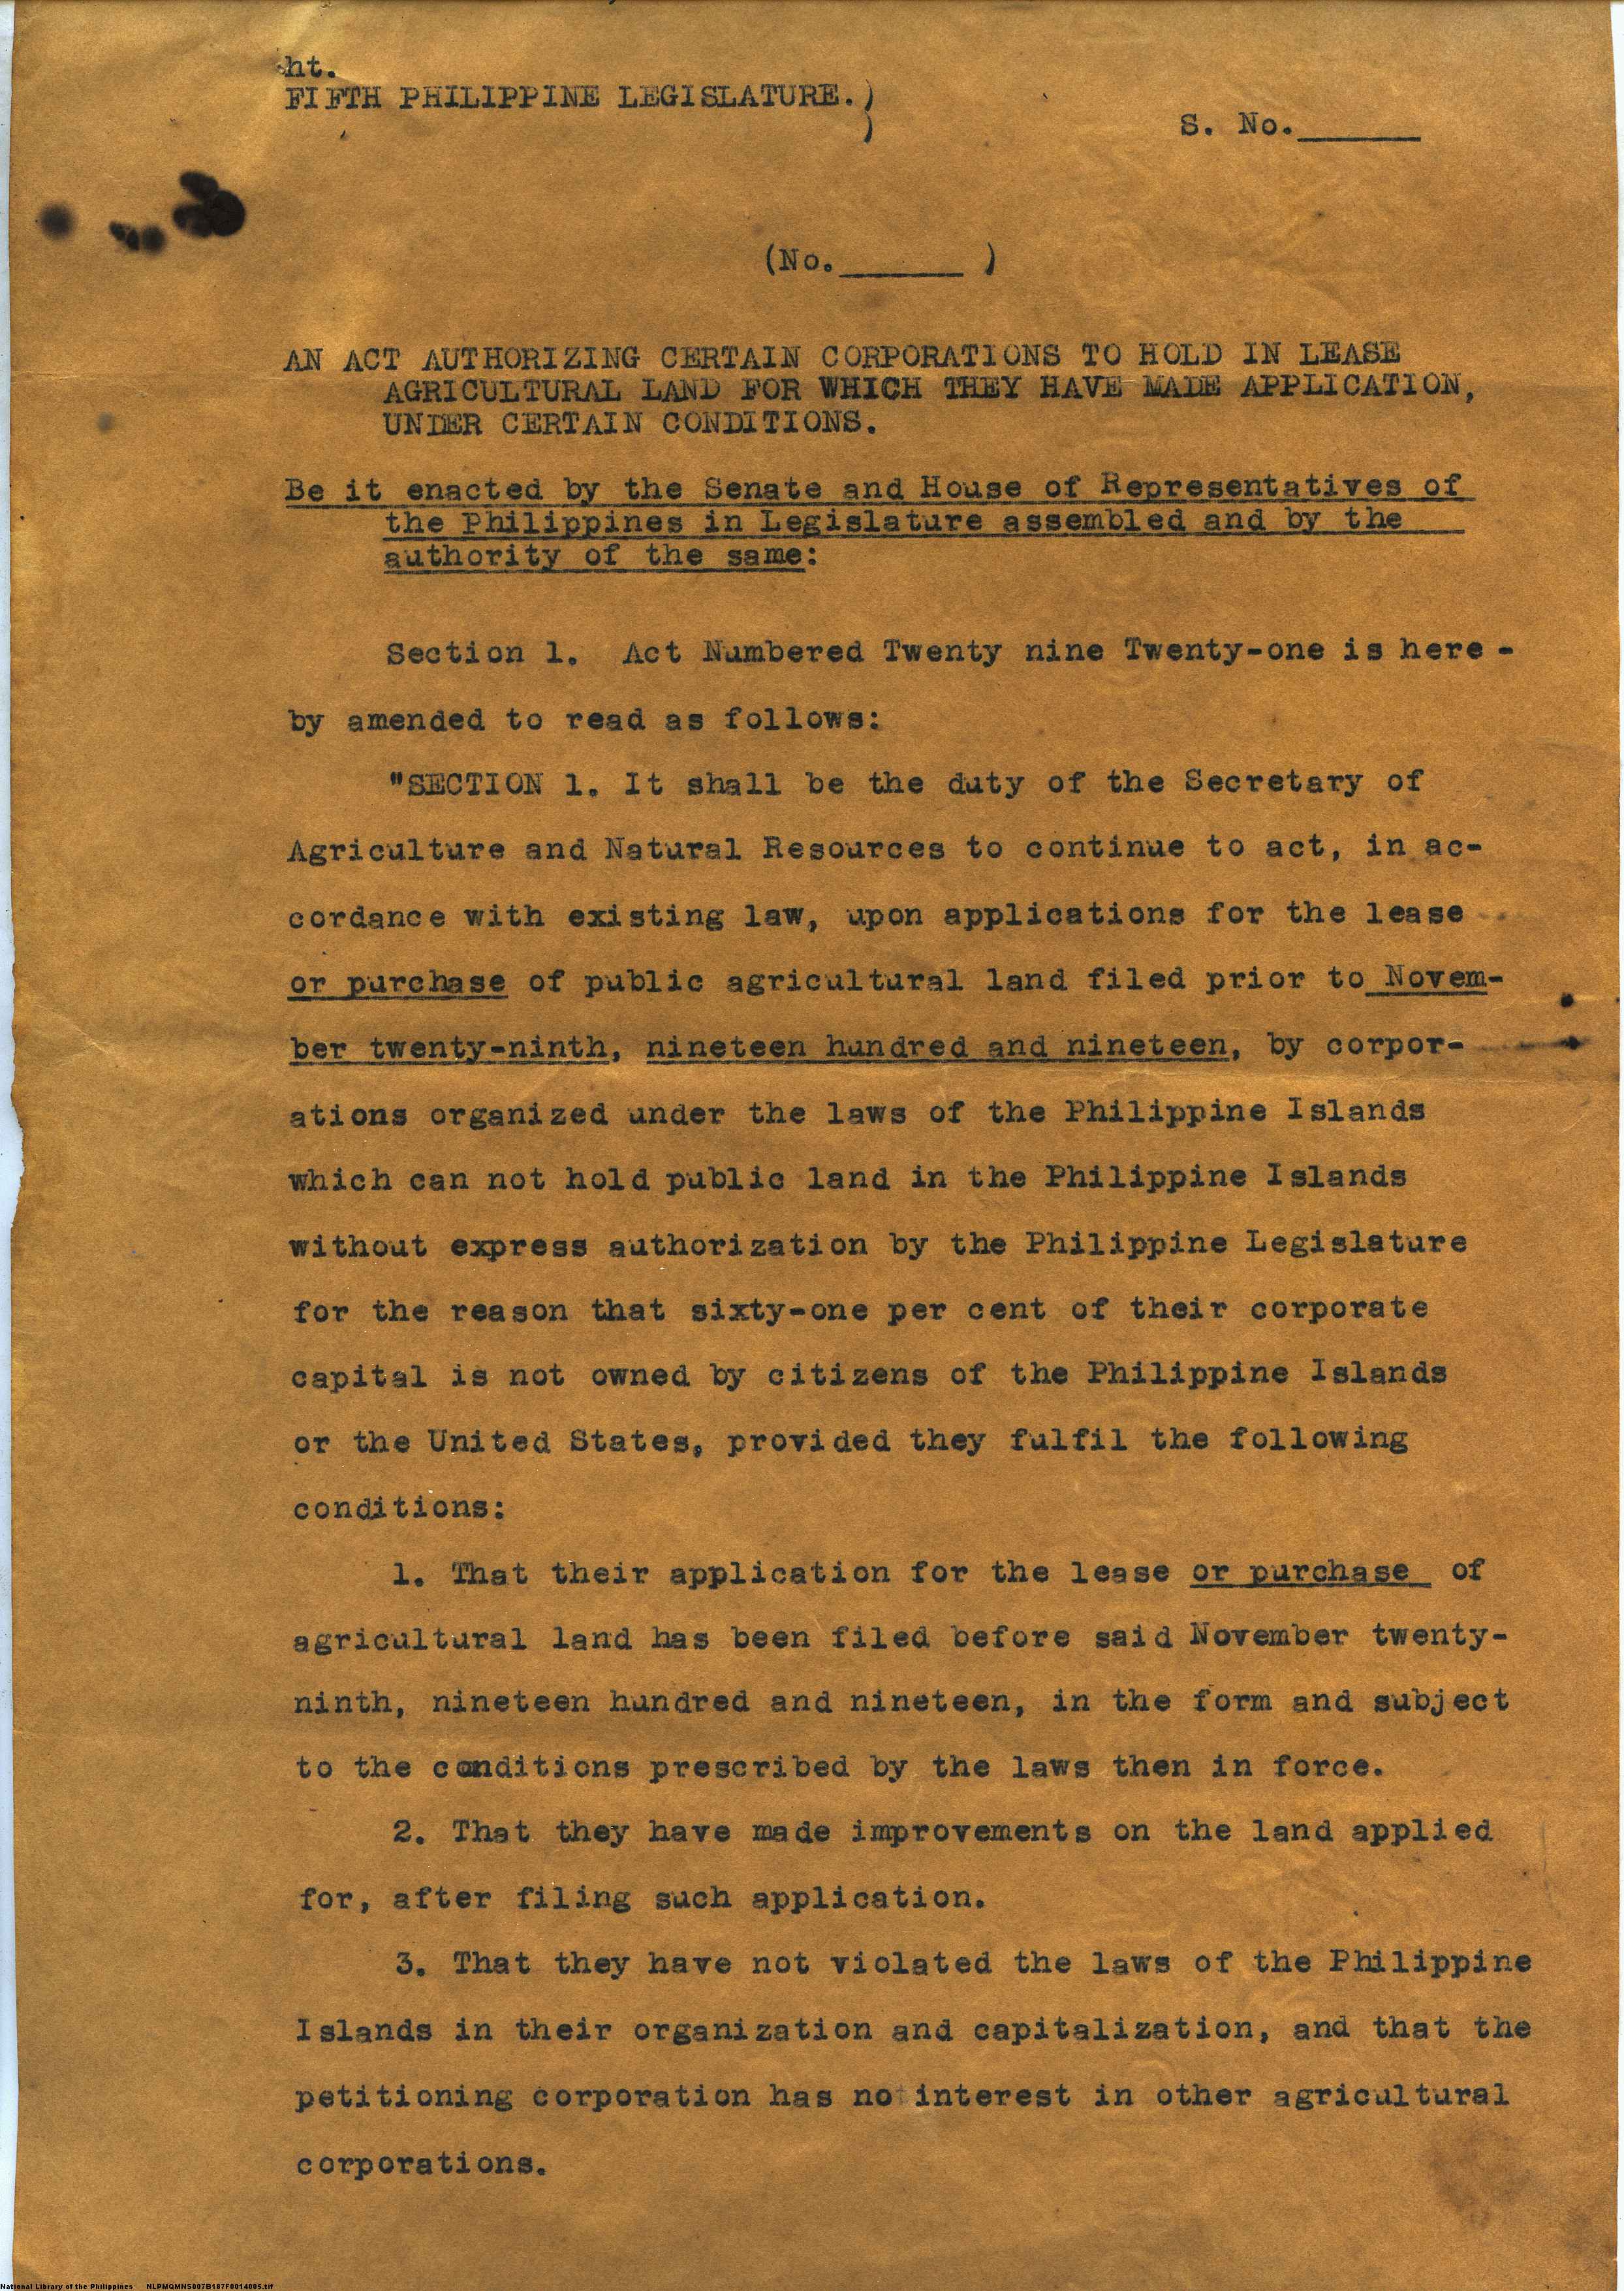 ht.
FIFTH PHILIPPINE LEGISLATURE.)
)
S. No.______
(No.______ )
AN ACT AUTHORIZING CERTAIN CORPORATIONS TO HOLD IN LEASE
AGRICULTURAL LAND FOR WHICH THEY HAVE MADE APPLICATION,
UNDER CERTAIN CONDITIONS.
Be it enacted by the Senate and House of Representatives of
the Philippines in Legislature assembled and by the
authority of the same:
Section 1. Act Numbered Twenty nine Twenty-one is here-
by amended to read as follows:
"SECTION 1. It shall be the duty of the Secretary of
Agriculture and Natural Resources to continue to act, in ac-
cordance with existing law, upon applications for the lease
or purchase of public agricultural land filed prior to Novem-
ber twenty-ninth, nineteen hundred and nineteen, by corpor-
ations organized under the laws of the Philippine Islands
which can not hold public land in the Philippine Islands
without express authorization by the Philippine Legislature
for the reason that sixty-one per cent of their corporate
capital is not owned by citizens of the Philippine Islands
or the United States, provided they fulfil the following
conditions:
1. That their application for the lease or purchase of
agricultural land has been filed before said November twenty-
ninth, nineteen hundred and nineteen, in the form and subject
to the conditions prescribed by the laws then in force.
2. That they have made improvements on the land applied
for, after filing such application.
3. That they have not violated the laws of the Philippine
Islands in their organization and capitalization, and that the
petitioning corporation has no interest in other agricultural
corporations.
National Library of the Philippines NLPMQMNS007B187F0014005.tif